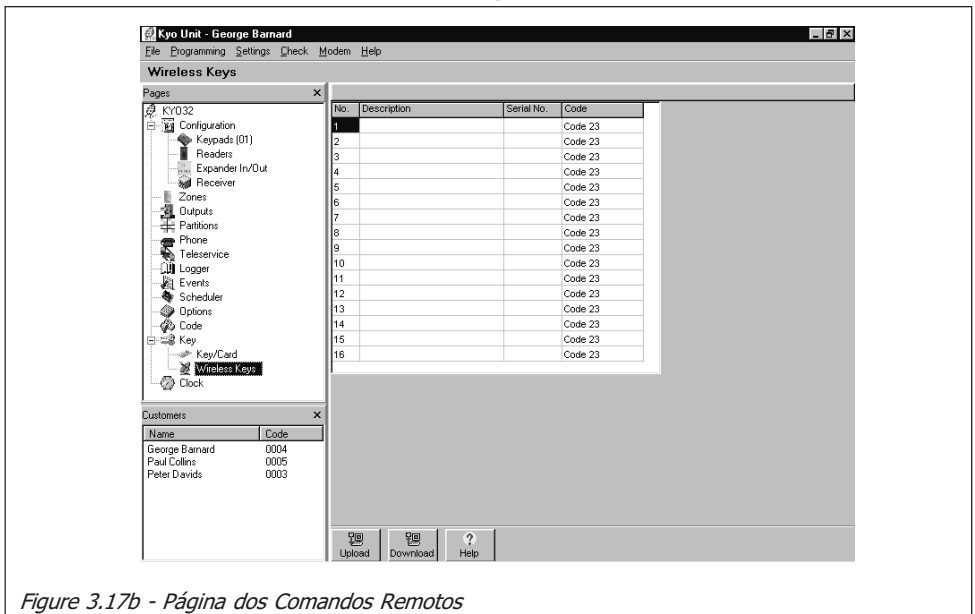 Kyo Unit - George Barnard
File Programming Settings Check Modem Help
Wireless Keys
Pages
KYO32
Configuration
Keypads (01)
Readers
Expander In/Out
Receiver
Zones
Outputs
Partitions
Phone
Teleservice
Logger
Events
Scheduler
Options
Code
Key
Key/Card
Wireless Keys
Clock
Customers
Name Code
George Barnard 0004
Paul Collins 0005
Peter Davids 0003
No. Description Serial No. Code
1 Code 23
2 Code 23
3 Code 23
4 Code 23
5 Code 23
6 Code 23
7 Code 23
8 Code 23
9 Code 23
10 Code 23
11 Code 23
12 Code 23
13 Code 23
14 Code 23
15 Code 23
16 Code 23
Upload Download Help
Figure 3.17b - Página dos Comandos Remotos